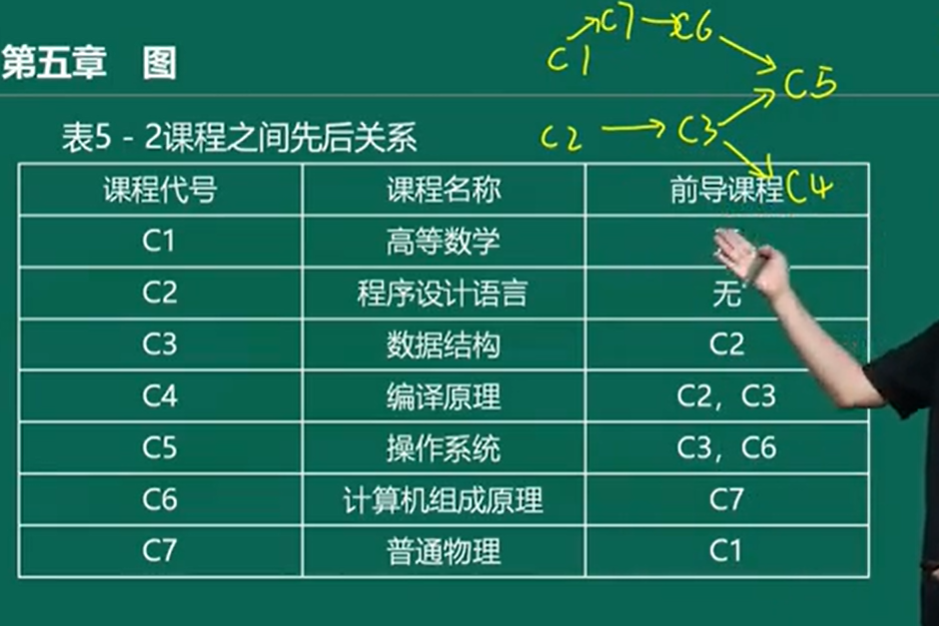 第五章 图
C1 → C7 → C6 → C5
C2 → C3 → C5
C3 → C4
表5-2课程之间先后关系
课程代号 课程名称 前导课程
C1 高等数学
C2 程序设计语言 无
C3 数据结构 C2
C4 编译原理 C2，C3
C5 操作系统 C3，C6
C6 计算机组成原理 C7
C7 普通物理 C1